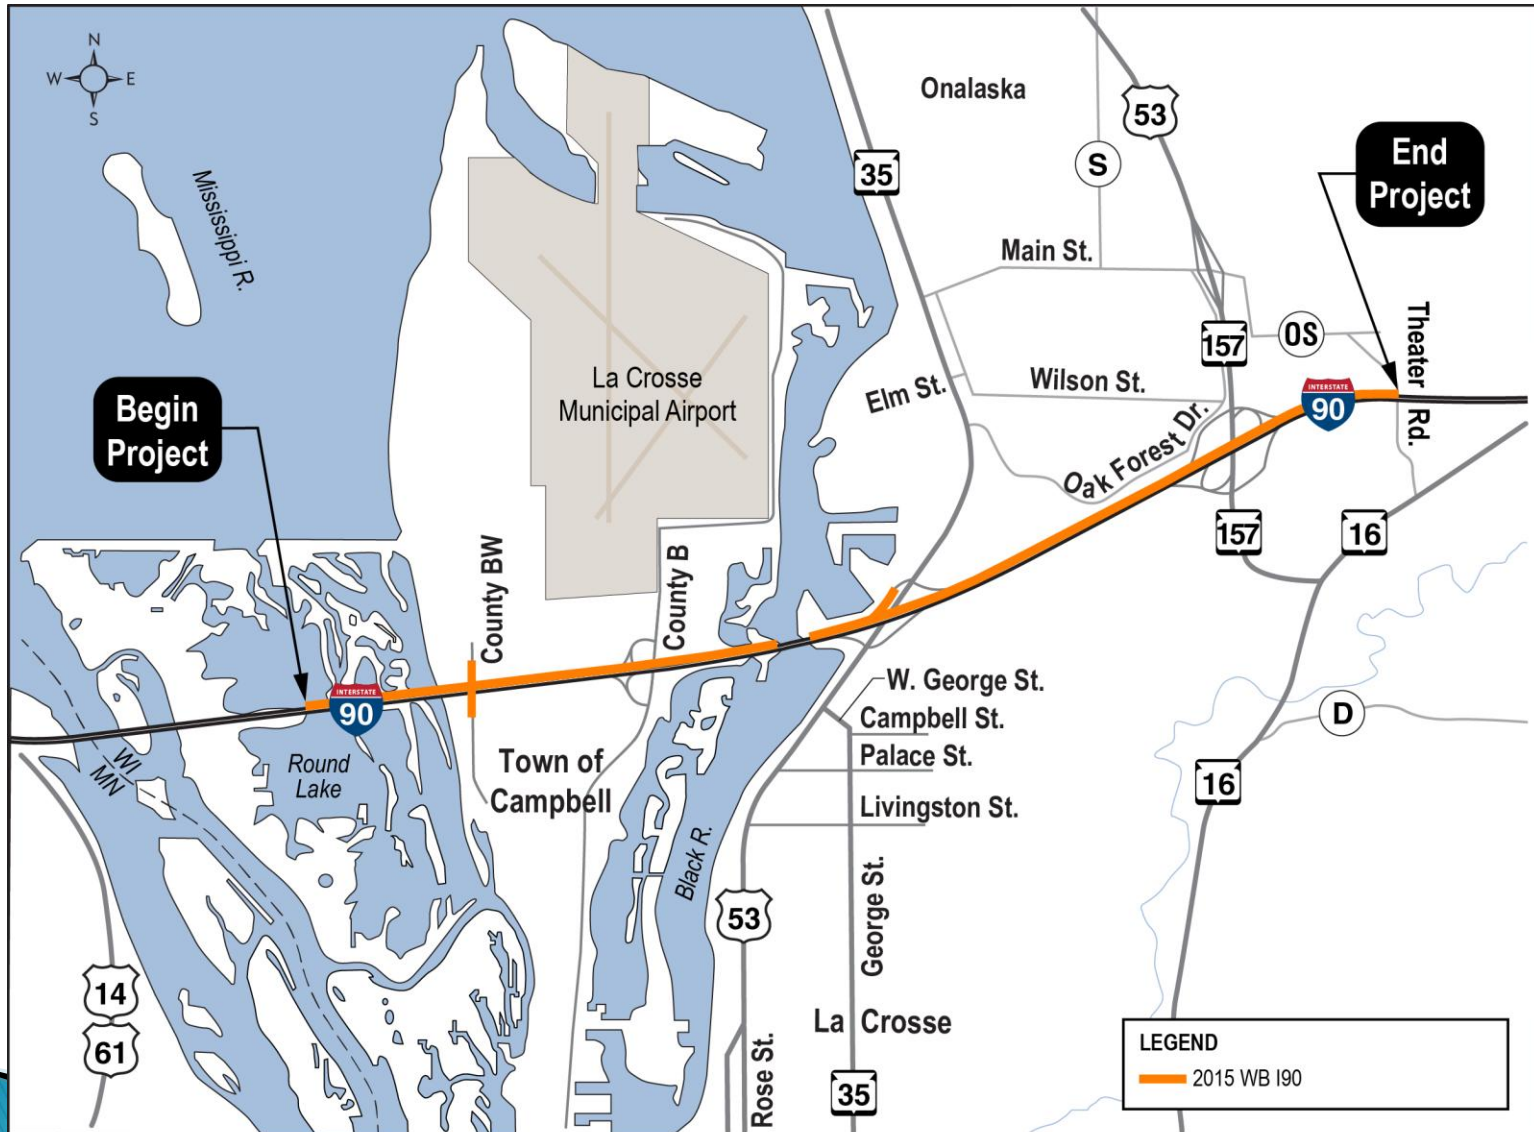 N
W E
S
Mississippi R.
Onalaska
53
35
S
End
Project
Main St.
157
OS
Theater Rd.
La Crosse
Municipal Airport
Elm St.
Wilson St.
INTERSTATE
90
Begin
Project
Oak Forest Dr.
157
16
County BW
County B
INTERSTATE
90
W. George St.
Campbell St.
Palace St.
Livingston St.
D
WI
MN
Round
Lake
Town of
Campbell
16
Black R.
George St.
53
14
61
La Crosse
Rose St.
35
LEGEND
2015 WB I90